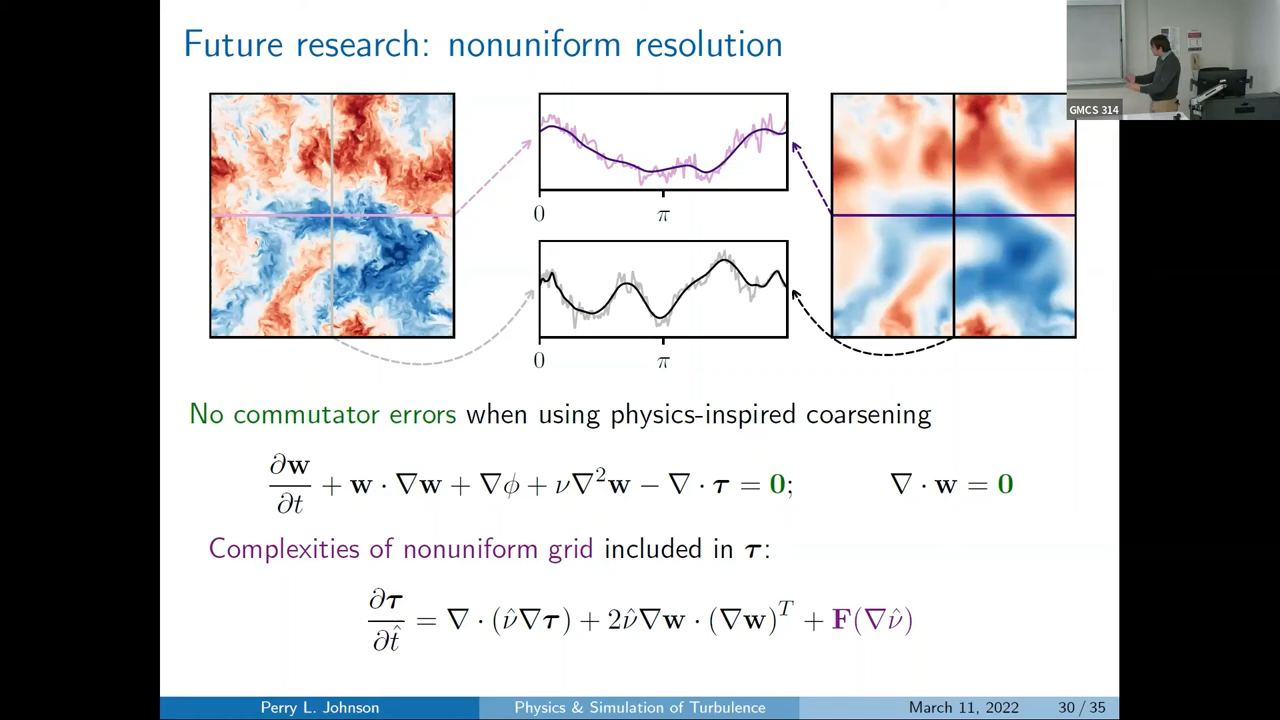 Future research: nonuniform resolution
GMCS 314
0 π
0 π
No commutator errors when using physics-inspired coarsening
∂w/∂t + w · ∇w + ∇ϕ + ν∇²w − ∇ · τ = 0; ∇ · w = 0
Complexities of nonuniform grid included in τ:
∂τ/∂t̂ = ∇ · (ν̂∇τ) + 2ν̂∇w · (∇w)ᵀ + F(∇ν̂)
Perry L. Johnson Physics & Simulation of Turbulence March 11, 2022 30 / 35